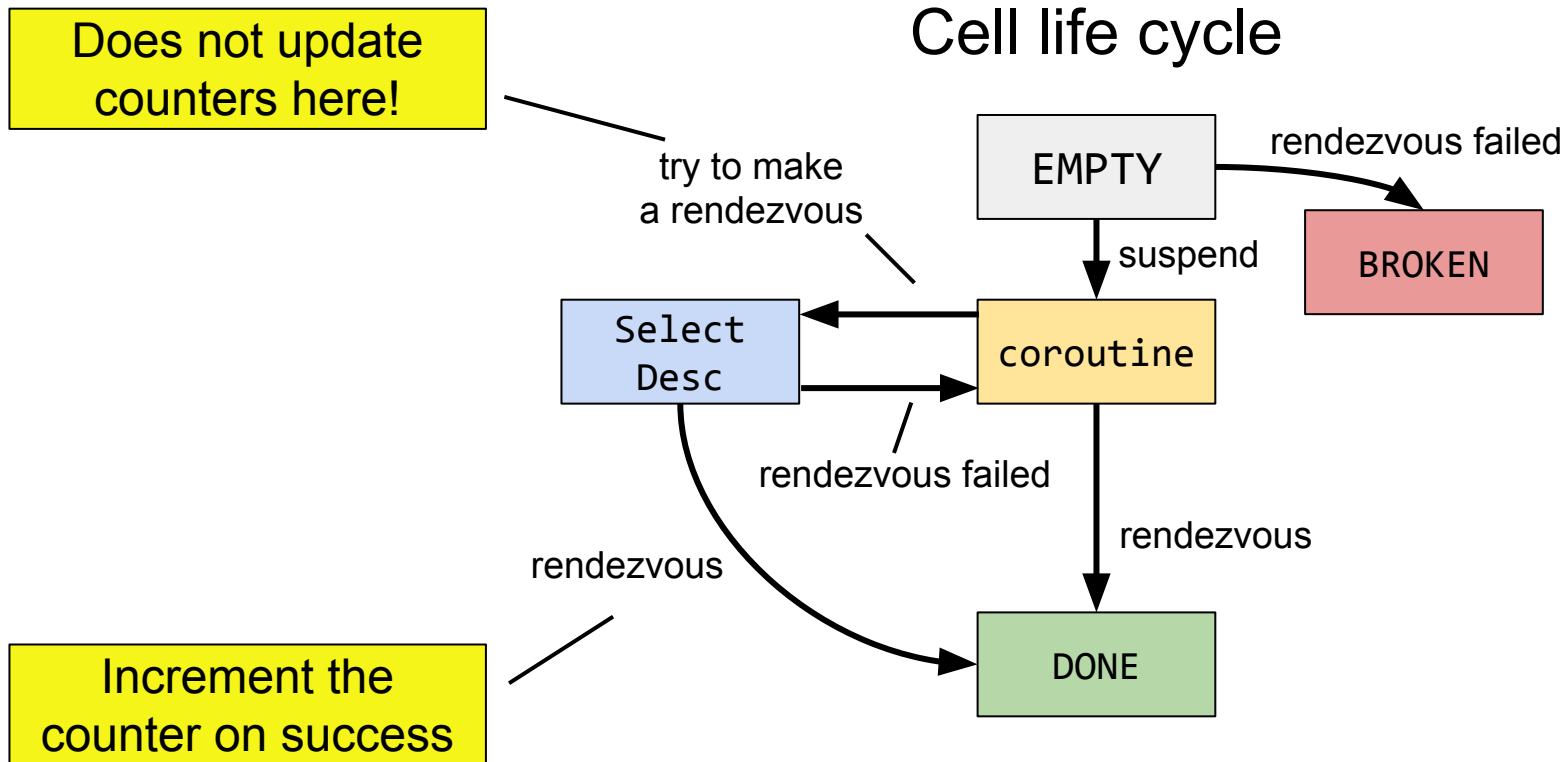 Cell life cycle
Does not update
counters here!
try to make
a rendezvous
EMPTY
rendezvous failed
BROKEN
suspend
Select
Desc
coroutine
rendezvous failed
rendezvous
rendezvous
DONE
Increment the
counter on success